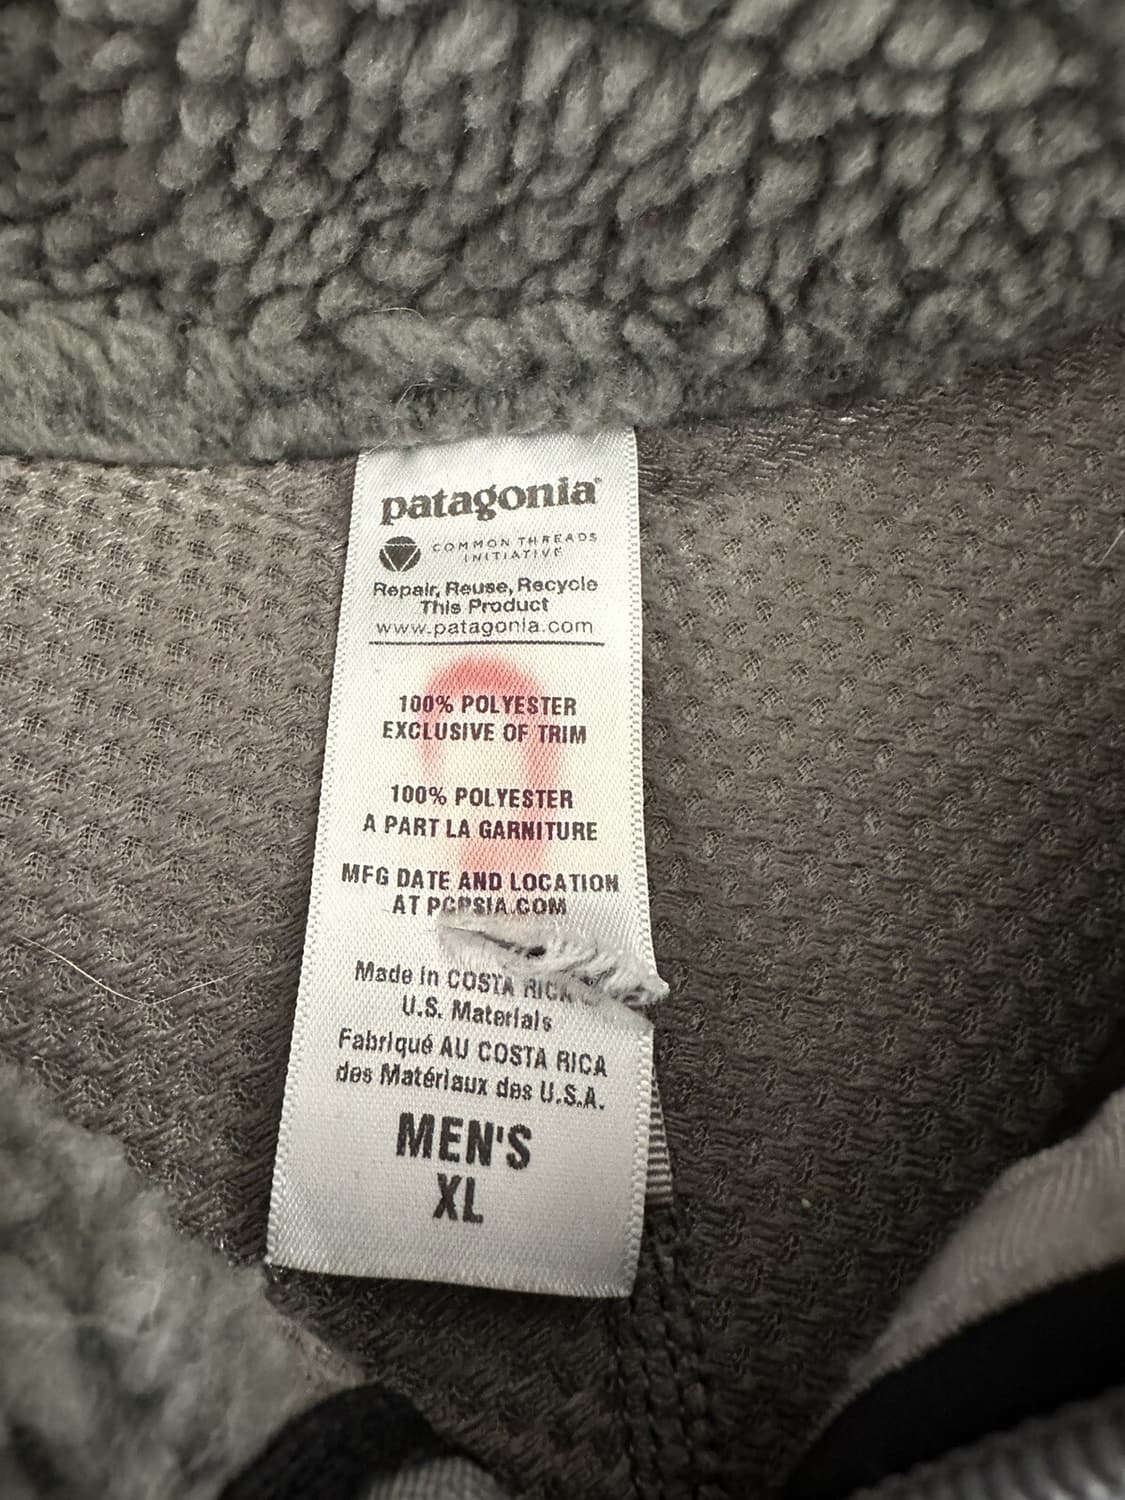 patagonia®
COMMON THREADS
INITIATIVE
Repair, Reuse, Recycle
This Product
www.patagonia.com
100% POLYESTER
EXCLUSIVE OF TRIM
100% POLYESTER
A PART LA GARNITURE
MFG DATE AND LOCATION
AT PCPSIA.COM
Made in COSTA RICA
U.S. Materials
Fabriqué AU COSTA RICA
des Matériaux des U.S.A.
MEN'S
XL